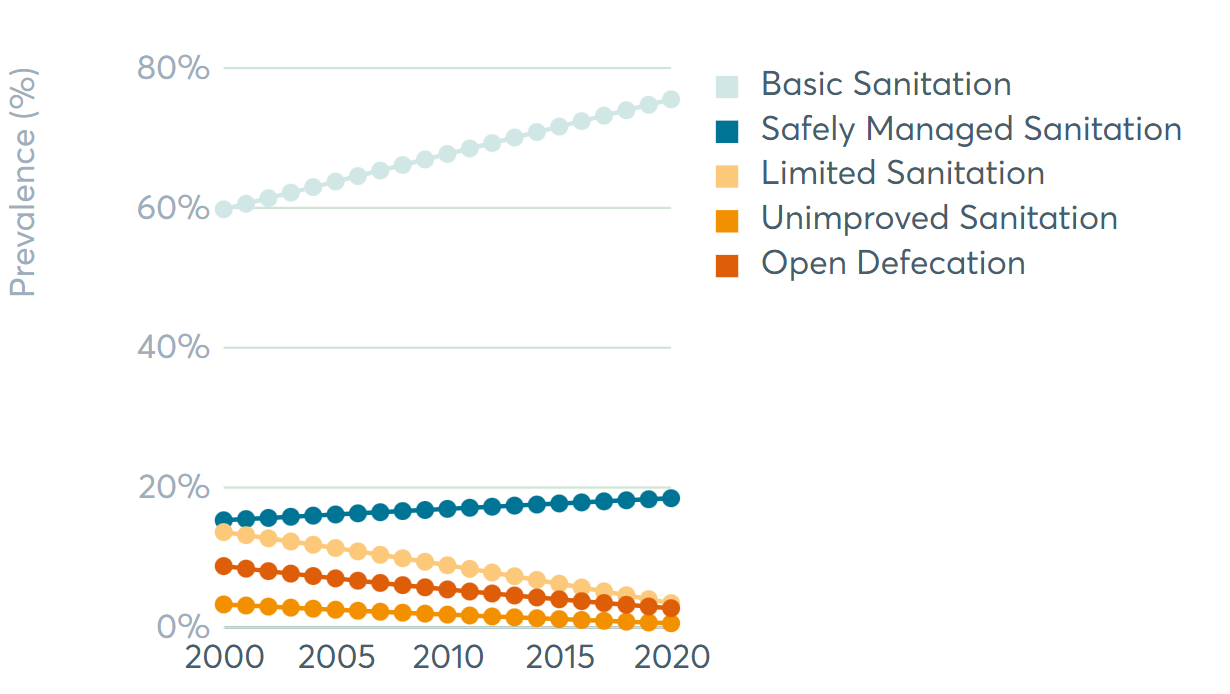 Prevalence (%)
80%
60%
40%
20%
0%
2000 2005 2010 2015 2020
Basic Sanitation
Safely Managed Sanitation
Limited Sanitation
Unimproved Sanitation
Open Defecation